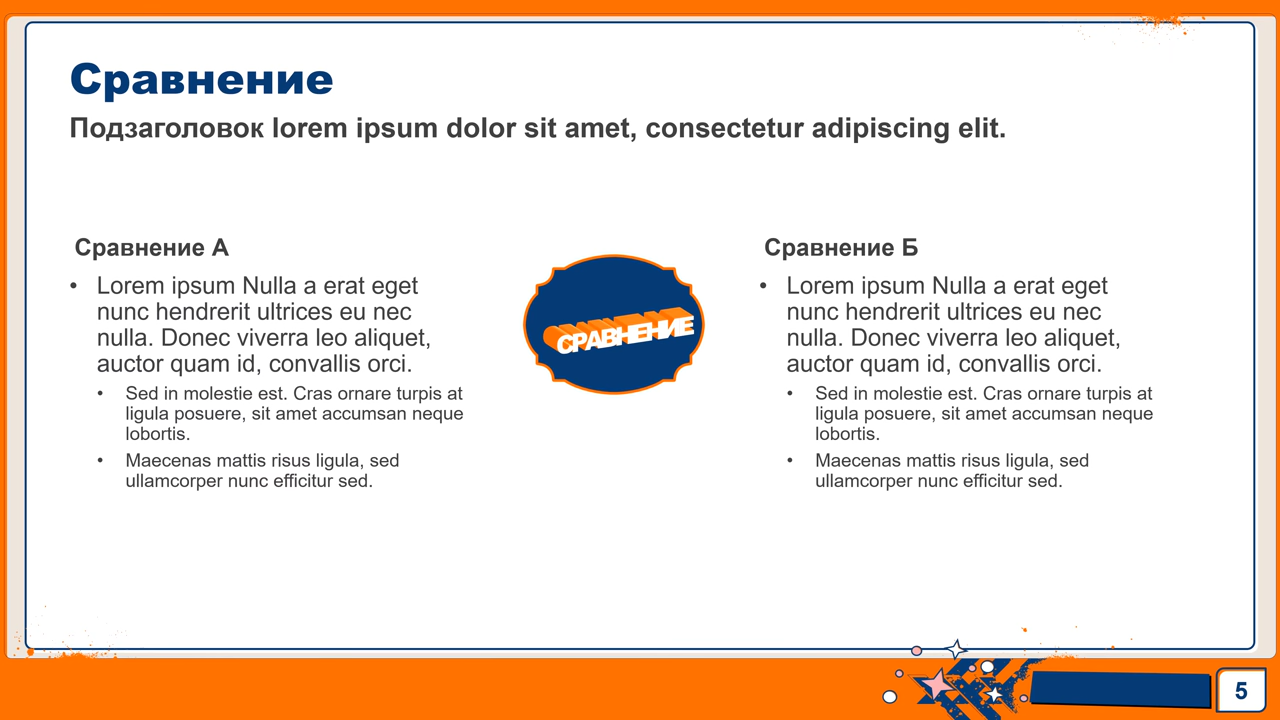 Сравнение
Подзаголовок lorem ipsum dolor sit amet, consectetur adipiscing elit.
Сравнение А
• Lorem ipsum Nulla a erat eget
nunc hendrerit ultrices eu nec
nulla. Donec viverra leo aliquet,
auctor quam id, convallis orci.
• Sed in molestie est. Cras ornare turpis at
ligula posuere, sit amet accumsan neque
lobortis.
• Maecenas mattis risus ligula, sed
ullamcorper nunc efficitur sed.
СРАВНЕНИЕ
Сравнение Б
• Lorem ipsum Nulla a erat eget
nunc hendrerit ultrices eu nec
nulla. Donec viverra leo aliquet,
auctor quam id, convallis orci.
• Sed in molestie est. Cras ornare turpis at
ligula posuere, sit amet accumsan neque
lobortis.
• Maecenas mattis risus ligula, sed
ullamcorper nunc efficitur sed.
5